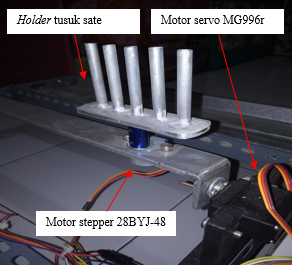 Holder tusuk sate
Motor servo MG996r
Motor stepper 28BYJ-48